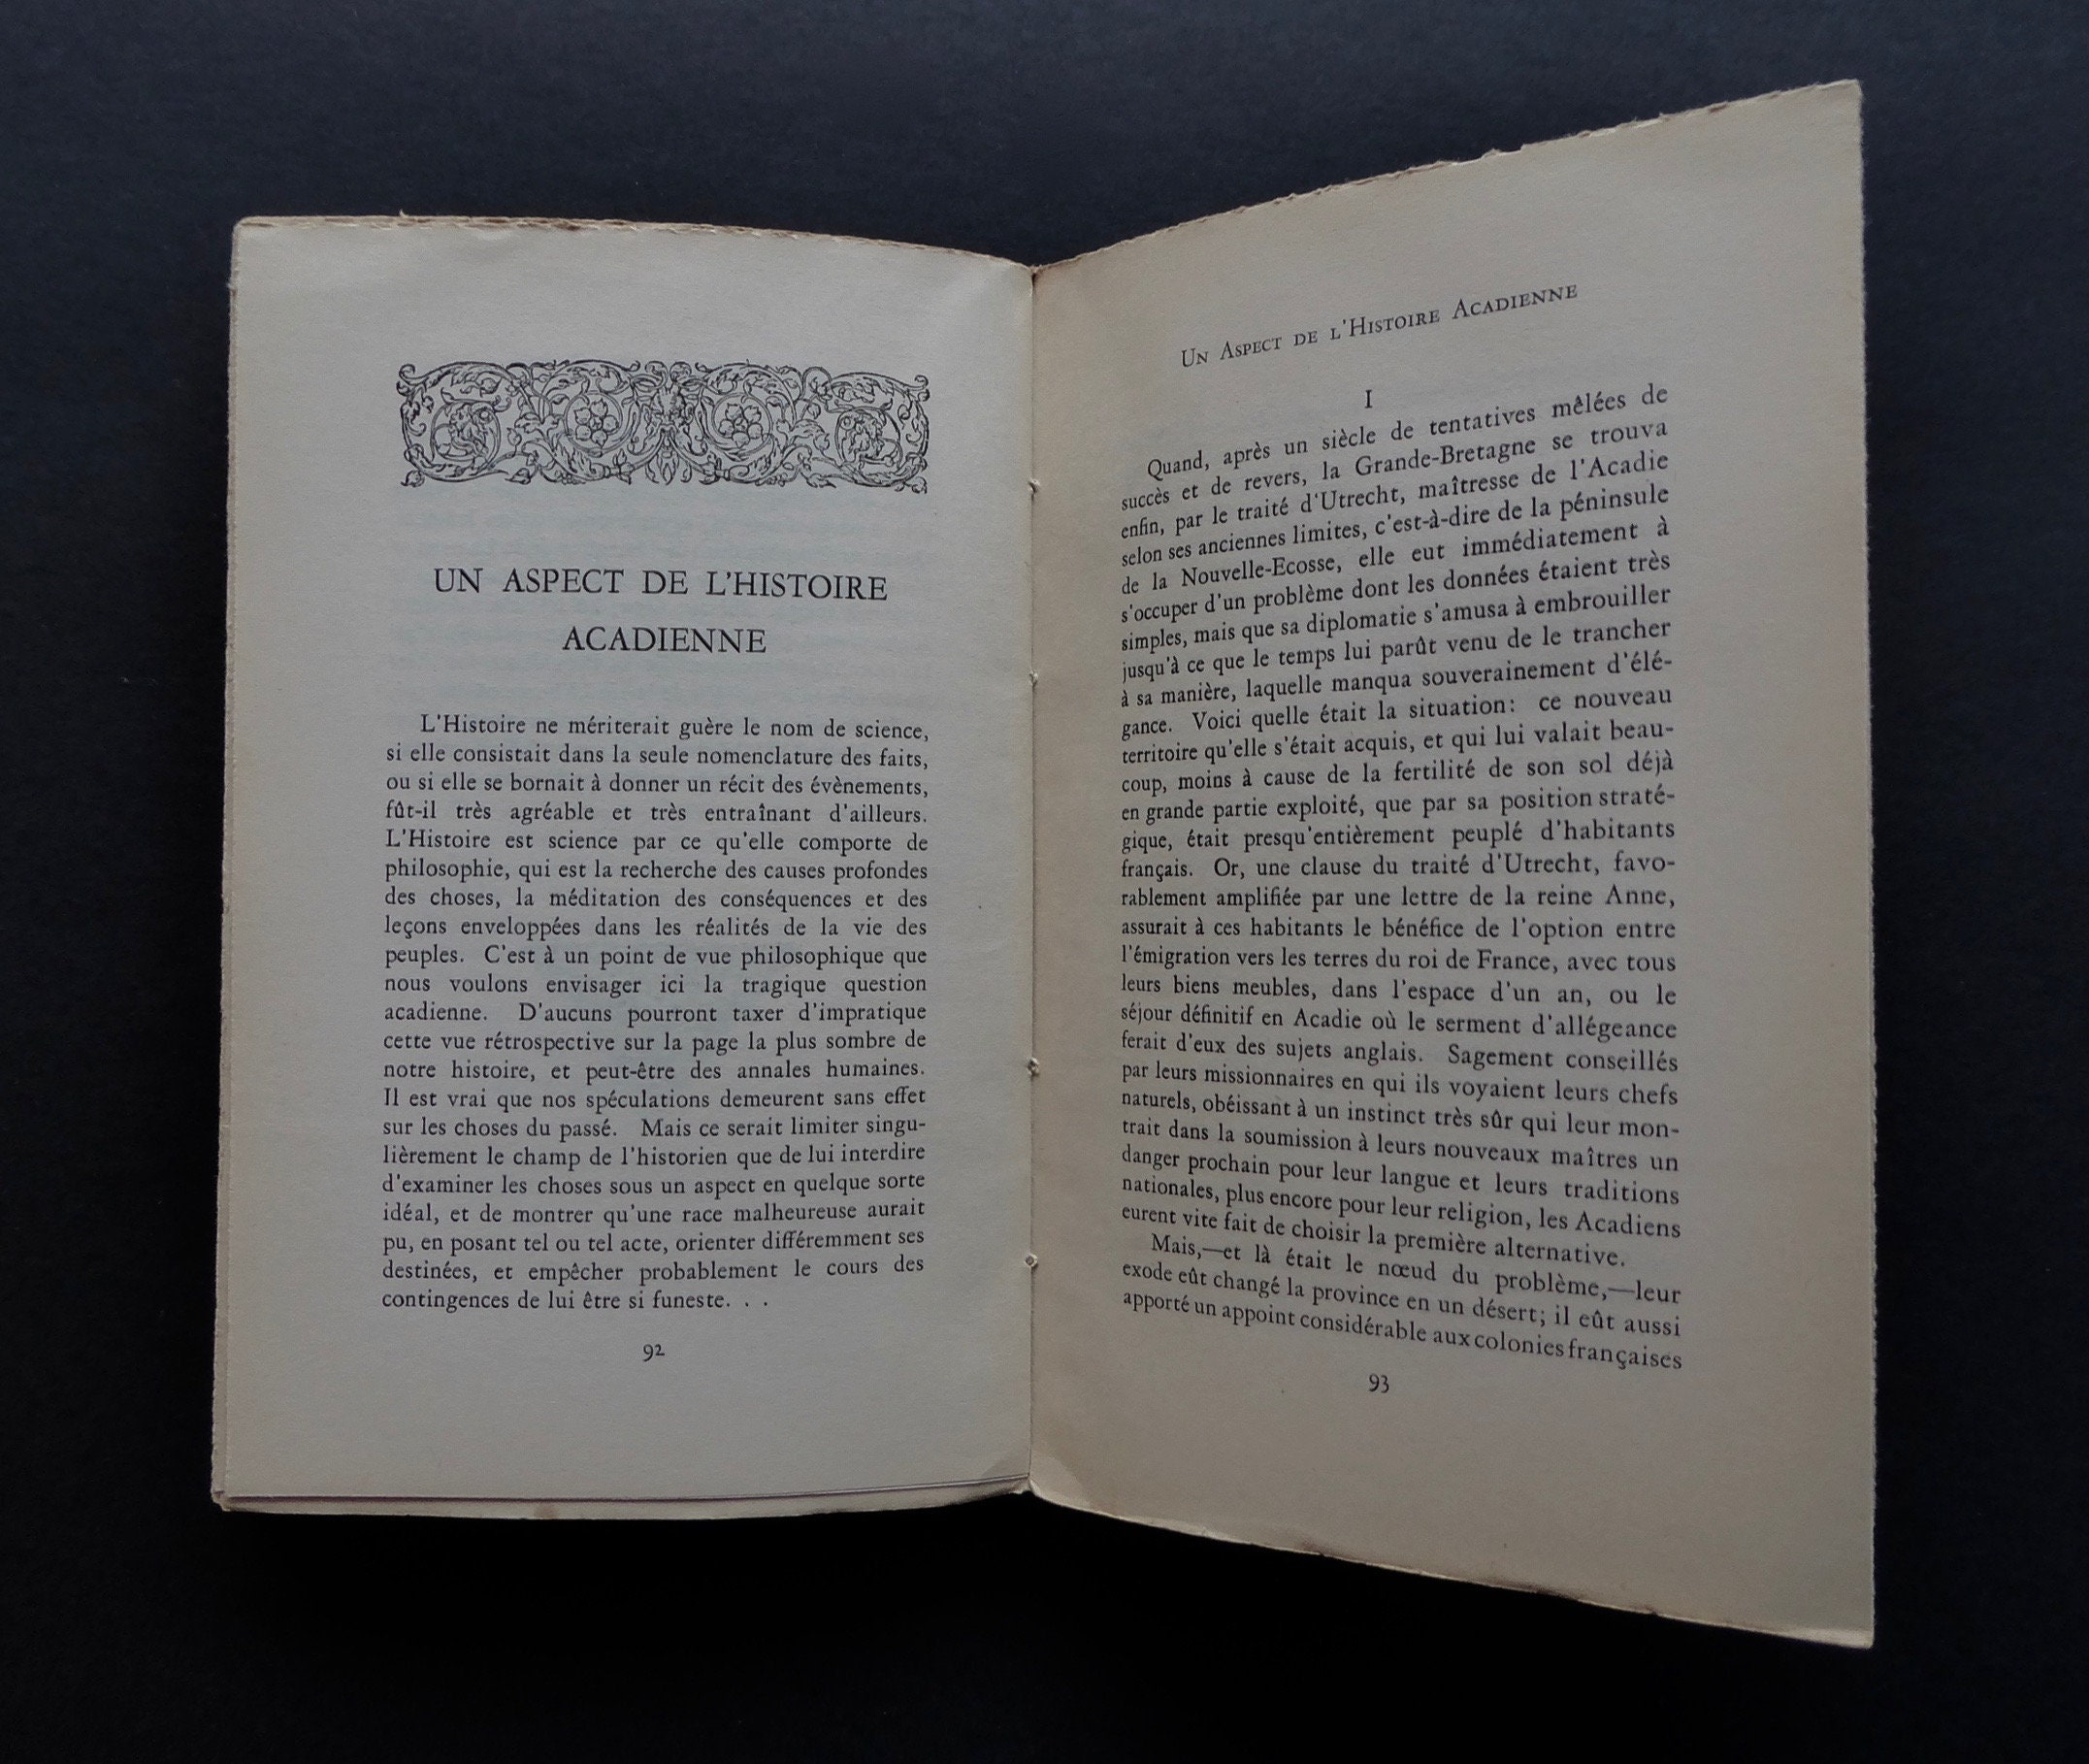 UN ASPECT DE L'HISTOIRE
ACADIENNE
L'Histoire ne mériterait guère le nom de science,
si elle consistait dans la seule nomenclature des faits,
ou si elle se bornait à donner un récit des évènements,
fût-il très agréable et très entraînant d'ailleurs.
L'Histoire est science par ce qu'elle comporte de
philosophie, qui est la recherche des causes profondes
des choses, la méditation des conséquences et des
leçons enveloppées dans les réalités de la vie des
peuples. C'est à un point de vue philosophique que
nous voulons envisager ici la tragique question
acadienne. D'aucuns pourront taxer d'impratique
cette vue rétrospective sur la page la plus sombre de
notre histoire, et peut-être des annales humaines.
Il est vrai que nos spéculations demeurent sans effet
sur les choses du passé. Mais ce serait limiter singu-
lièrement le champ de l'historien que de lui interdire
d'examiner les choses sous un aspect en quelque sorte
idéal, et de montrer qu'une race malheureuse aurait
pu, en posant tel ou tel acte, orienter différemment ses
destinées, et empêcher probablement le cours des
contingences de lui être si funeste. . .
92
Un Aspect de l'Histoire Acadienne
I
Quand, après un siècle de tentatives mêlées de
succès et de revers, la Grande-Bretagne se trouva
enfin, par le traité d'Utrecht, maîtresse de l'Acadie
selon ses anciennes limites, c'est-à-dire de la péninsule
de la Nouvelle-Ecosse, elle eut immédiatement à
s'occuper d'un problème dont les données étaient très
simples, mais que sa diplomatie s'amusa à embrouiller
jusqu'à ce que le temps lui parût venu de le trancher
à sa manière, laquelle manqua souverainement d'élé-
gance. Voici quelle était la situation: ce nouveau
territoire qu'elle s'était acquis, et qui lui valait beau-
coup, moins à cause de la fertilité de son sol déjà
en grande partie exploité, que par sa position straté-
gique, était presqu'entièrement peuplé d'habitants
français. Or, une clause du traité d'Utrecht, favo-
rablement amplifiée par une lettre de la reine Anne,
assurait à ces habitants le bénéfice de l'option entre
l'émigration vers les terres du roi de France, avec tous
leurs biens meubles, dans l'espace d'un an, ou le
séjour définitif en Acadie où le serment d'allégeance
ferait d'eux des sujets anglais. Sagement conseillés
par leurs missionnaires en qui ils voyaient leurs chefs
naturels, obéissant à un instinct très sûr qui leur mon-
trait dans la soumission à leurs nouveaux maîtres un
danger prochain pour leur langue et leurs traditions
nationales, plus encore pour leur religion, les Acadiens
eurent vite fait de choisir la première alternative.
Mais,—et là était le nœud du problème,—leur
exode eût changé la province en un désert; il eût aussi
apporté un appoint considérable aux colonies françaises
93